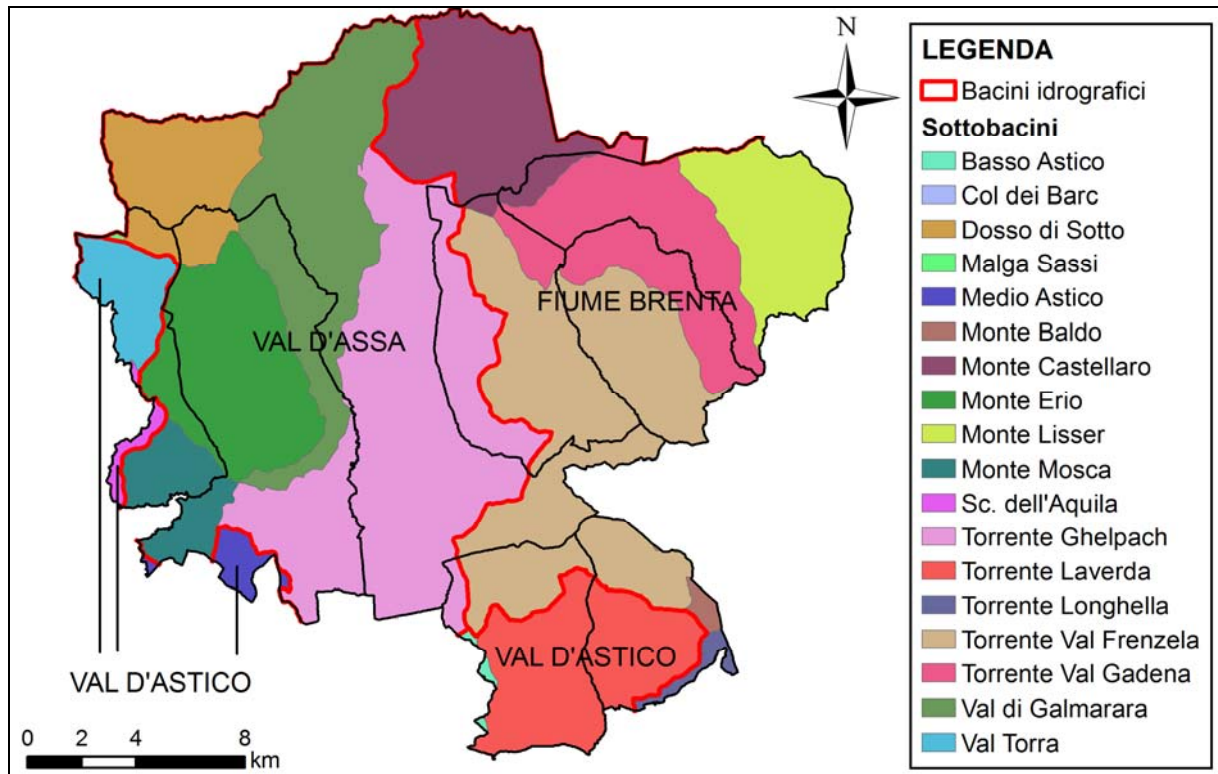 N
VAL D'ASSA
FIUME BRENTA
VAL D'ASTICO
VAL D'ASTICO
0 2 4 8
km
LEGENDA
Bacini idrografici
Sottobacini
Basso Astico
Col dei Barc
Dosso di Sotto
Malga Sassi
Medio Astico
Monte Baldo
Monte Castellaro
Monte Erio
Monte Lisser
Monte Mosca
Sc. dell'Aquila
Torrente Ghelpach
Torrente Laverda
Torrente Longhella
Torrente Val Frenzela
Torrente Val Gadena
Val di Galmarara
Val Torra